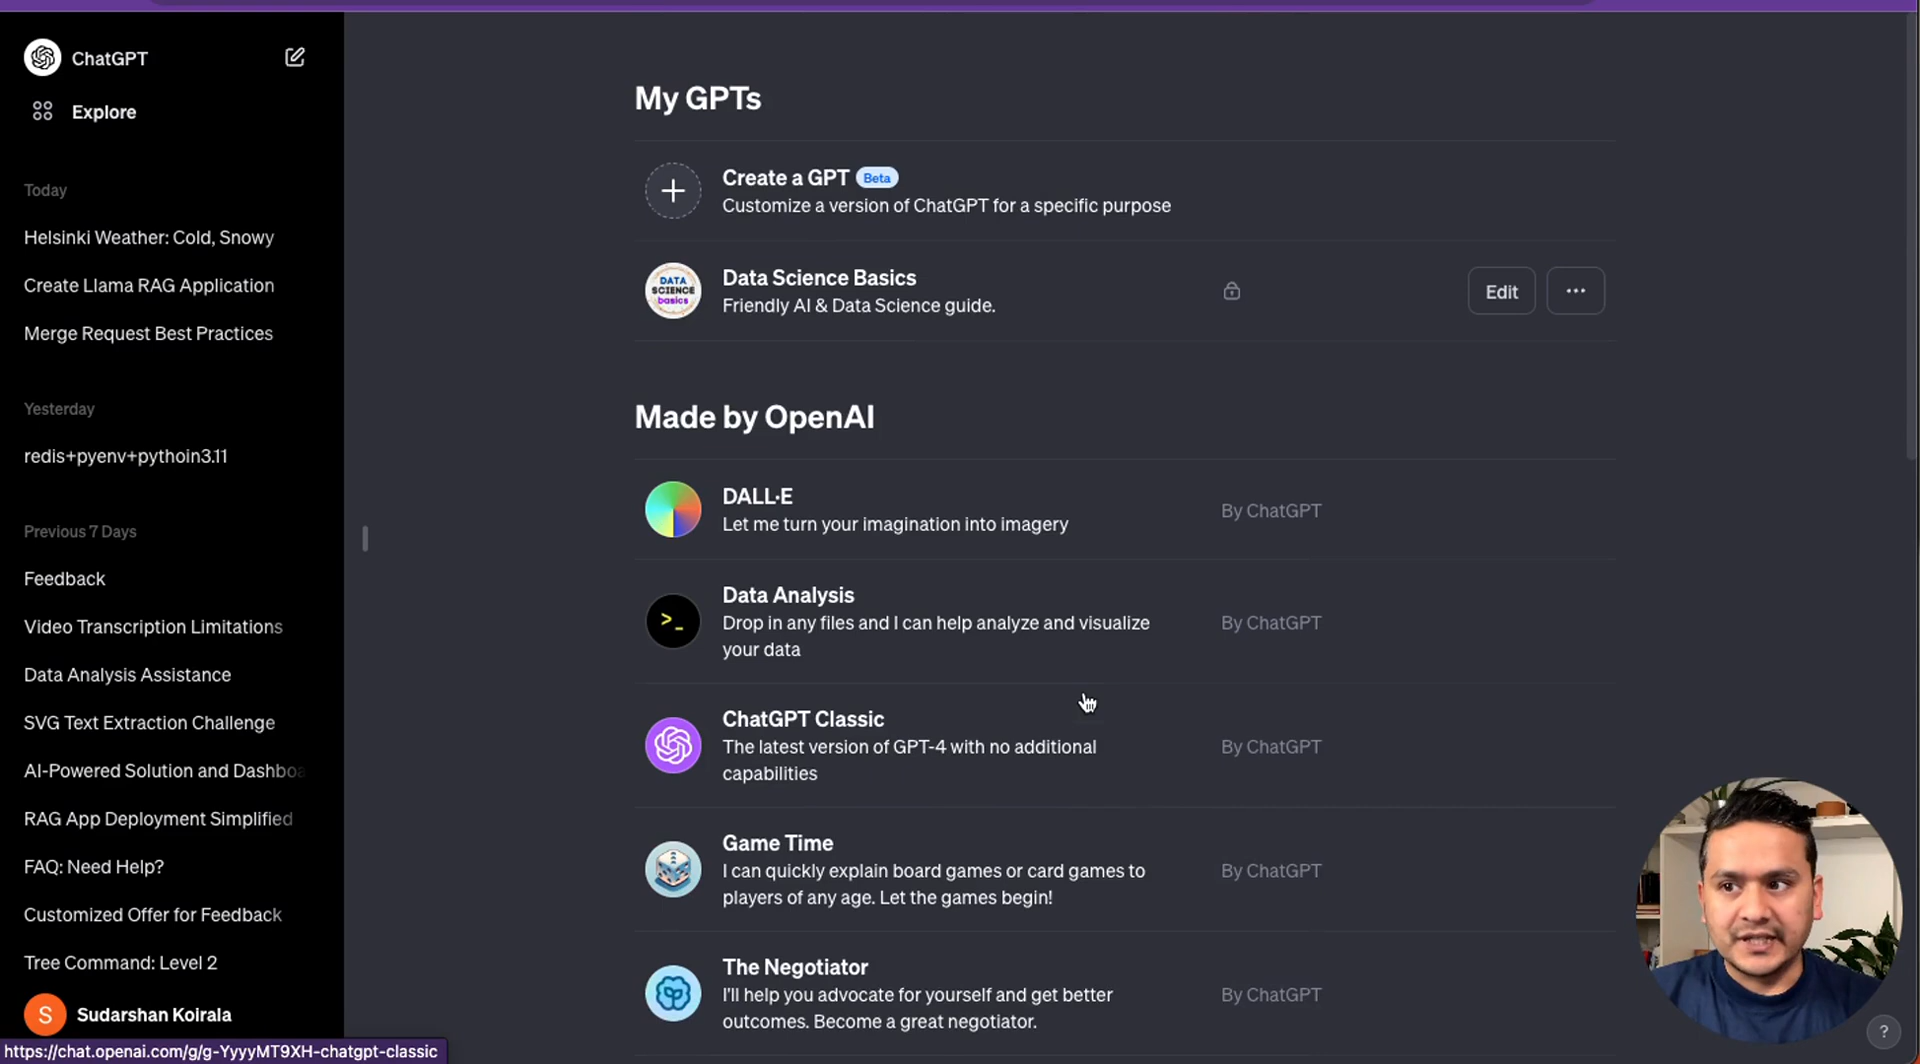 ChatGPT
Explore
Today
Helsinki Weather: Cold, Snowy
Create Llama RAG Application
Merge Request Best Practices
Yesterday
redis+pyenv+pythoin3.11
Previous 7 Days
Feedback
Video Transcription Limitations
Data Analysis Assistance
SVG Text Extraction Challenge
AI-Powered Solution and Dashboa
RAG App Deployment Simplified
FAQ: Need Help?
Customized Offer for Feedback
Tree Command: Level 2
S Sudarshan Koirala
https://chat.openai.com/g/g-YyyyMT9XH-chatgpt-classic
My GPTs
Create a GPT Beta
Customize a version of ChatGPT for a specific purpose
DATA
SCIENCE
basics
Data Science Basics
Friendly AI & Data Science guide.
Edit
Made by OpenAI
DALL·E
Let me turn your imagination into imagery
By ChatGPT
>_
Data Analysis
Drop in any files and I can help analyze and visualize
your data
By ChatGPT
ChatGPT Classic
The latest version of GPT-4 with no additional
capabilities
By ChatGPT
Game Time
I can quickly explain board games or card games to
players of any age. Let the games begin!
By ChatGPT
The Negotiator
I'll help you advocate for yourself and get better
outcomes. Become a great negotiator.
By ChatGPT
?